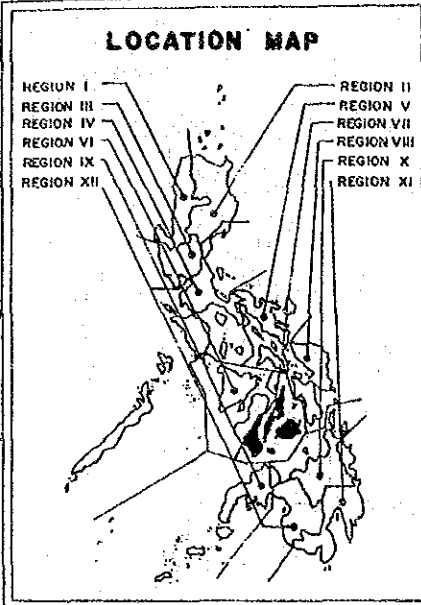 LOCATION MAP
REGION I
REGION III
REGION IV
REGION VI
REGION IX
REGION XII
REGION II
REGION V
REGION VII
REGION VIII
REGION X
REGION XI